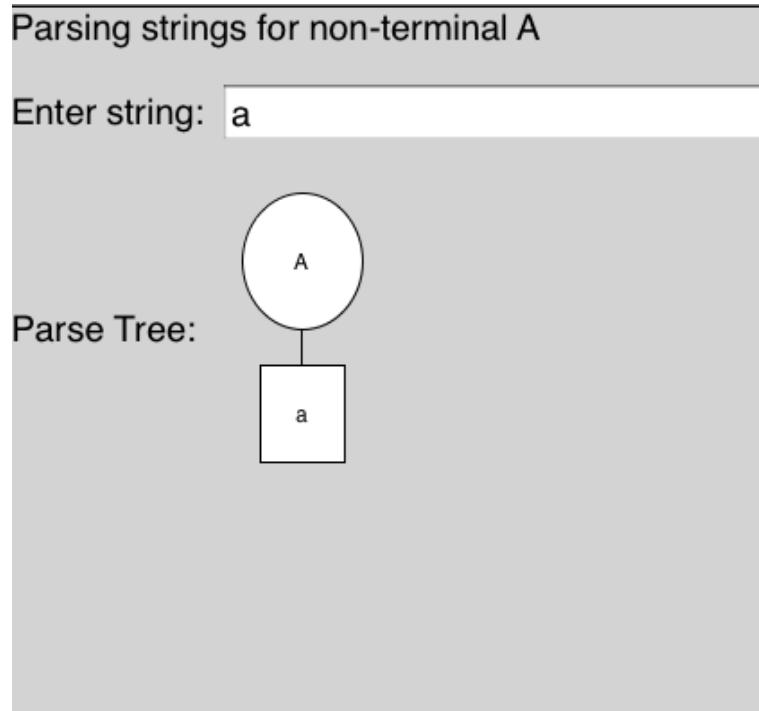 Parsing strings for non-terminal A
Enter string: a
A
Parse Tree:
a